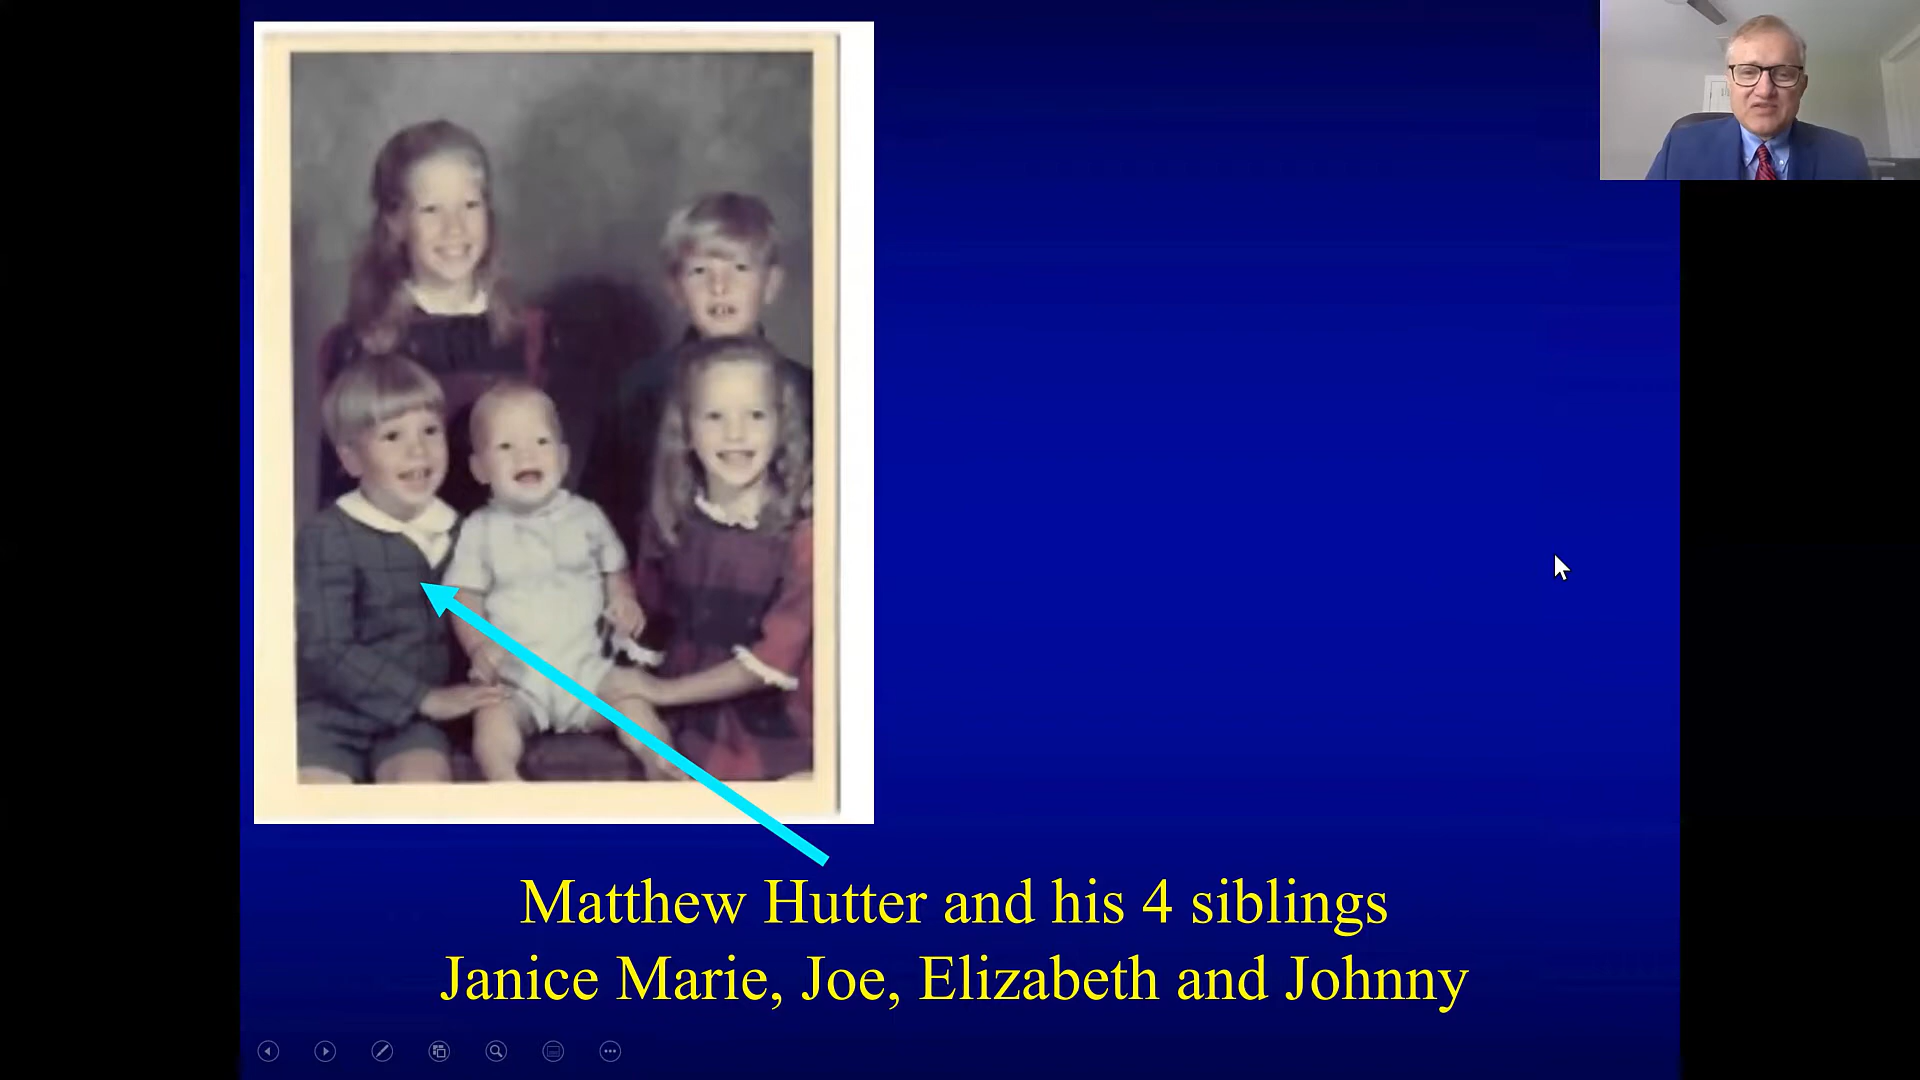 Matthew Hutter and his 4 siblings
Janice Marie, Joe, Elizabeth and Johnny